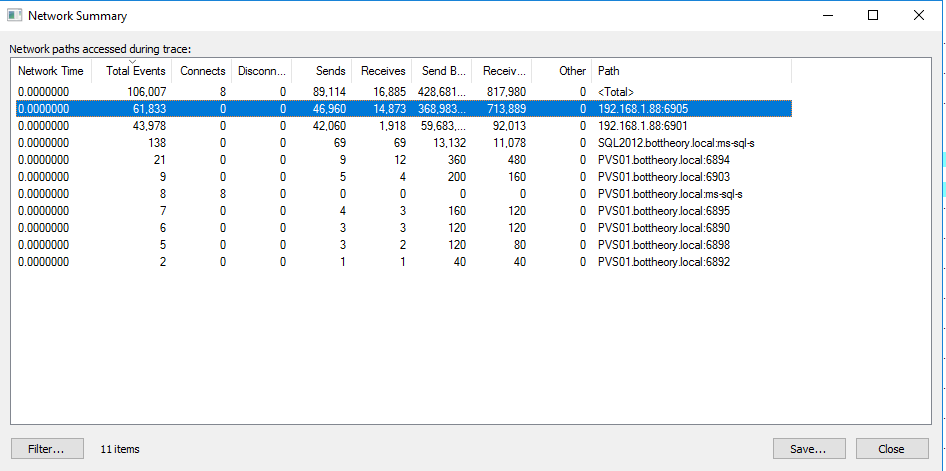 Network Summary
Network paths accessed during trace:
Network Time Total Events Connects Disconn... Sends Receives Send B... Receiv... Other Path
0.0000000 106,007 8 0 89,114 16,885 428,681... 817,980 0 <Total>
0.0000000 61,833 0 0 46,960 14,873 368,983... 713,889 0 192.168.1.88:6905
0.0000000 43,978 0 0 42,060 1,918 59,683,... 92,013 0 192.168.1.88:6901
0.0000000 138 0 0 69 69 13,132 11,078 0 SQL2012.bottheory.local:ms-sql-s
0.0000000 21 0 0 9 12 360 480 0 PVS01.bottheory.local:6894
0.0000000 9 0 0 5 4 200 160 0 PVS01.bottheory.local:6903
0.0000000 8 8 0 0 0 0 0 0 PVS01.bottheory.local:ms-sql-s
0.0000000 7 0 0 4 3 160 120 0 PVS01.bottheory.local:6895
0.0000000 6 0 0 3 3 120 120 0 PVS01.bottheory.local:6890
0.0000000 5 0 0 3 2 120 80 0 PVS01.bottheory.local:6898
0.0000000 2 0 0 1 1 40 40 0 PVS01.bottheory.local:6892
Filter... 11 items Save... Close